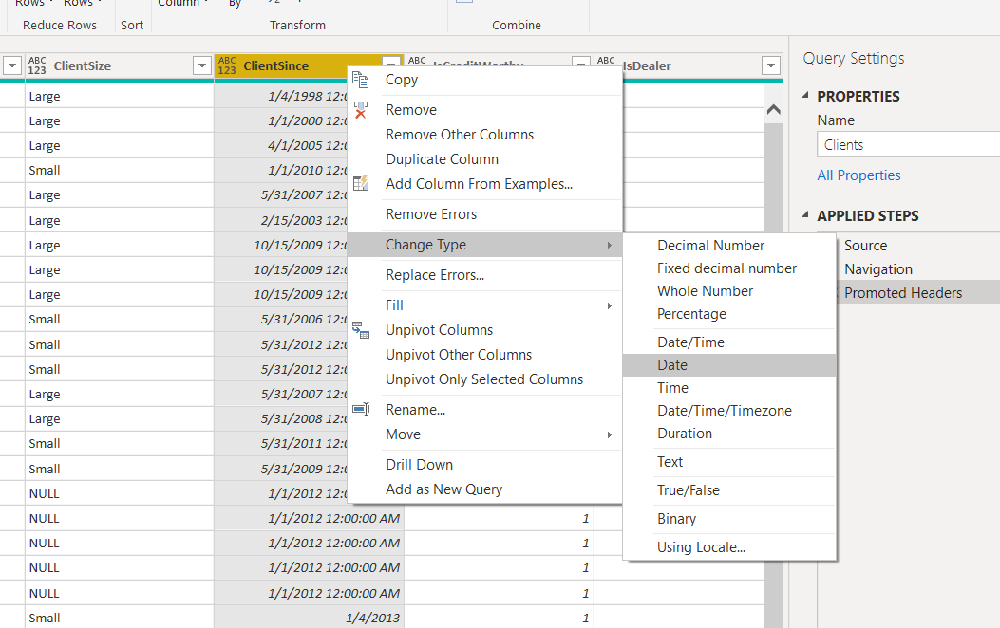 Rows
Rows
Column
By
Reduce Rows
Sort
Transform
Combine
ABC
123
ClientSize
ABC
123
ClientSince
ABC
IsCreditWorthy
ABC
IsDealer
Large
1/4/1998 12:0
Large
1/1/2000 12:0
Large
4/1/2005 12:0
Small
1/1/2010 12:0
Large
5/31/2007 12:0
Large
2/15/2003 12:0
Large
10/15/2009 12:0
Large
10/15/2009 12:0
Large
10/15/2009 12:0
Small
5/31/2006 12:0
Small
5/31/2012 12:0
Small
5/31/2012 12:0
Large
5/31/2007 12:0
Large
5/31/2008 12:0
Small
5/31/2011 12:0
Small
5/31/2009 12:0
NULL
1/1/2012 12:0
NULL
1/1/2012 12:00:00 AM
1
NULL
1/1/2012 12:00:00 AM
1
NULL
1/1/2012 12:00:00 AM
1
NULL
1/1/2012 12:00:00 AM
1
Small
1/4/2013
1
Copy
Remove
Remove Other Columns
Duplicate Column
Add Column From Examples...
Remove Errors
Change Type
Replace Errors...
Fill
Unpivot Columns
Unpivot Other Columns
Unpivot Only Selected Columns
Rename...
Move
Drill Down
Add as New Query
Decimal Number
Fixed decimal number
Whole Number
Percentage
Date/Time
Date
Time
Date/Time/Timezone
Duration
Text
True/False
Binary
Using Locale...
Query Settings
PROPERTIES
Name
Clients
All Properties
APPLIED STEPS
Source
Navigation
Promoted Headers